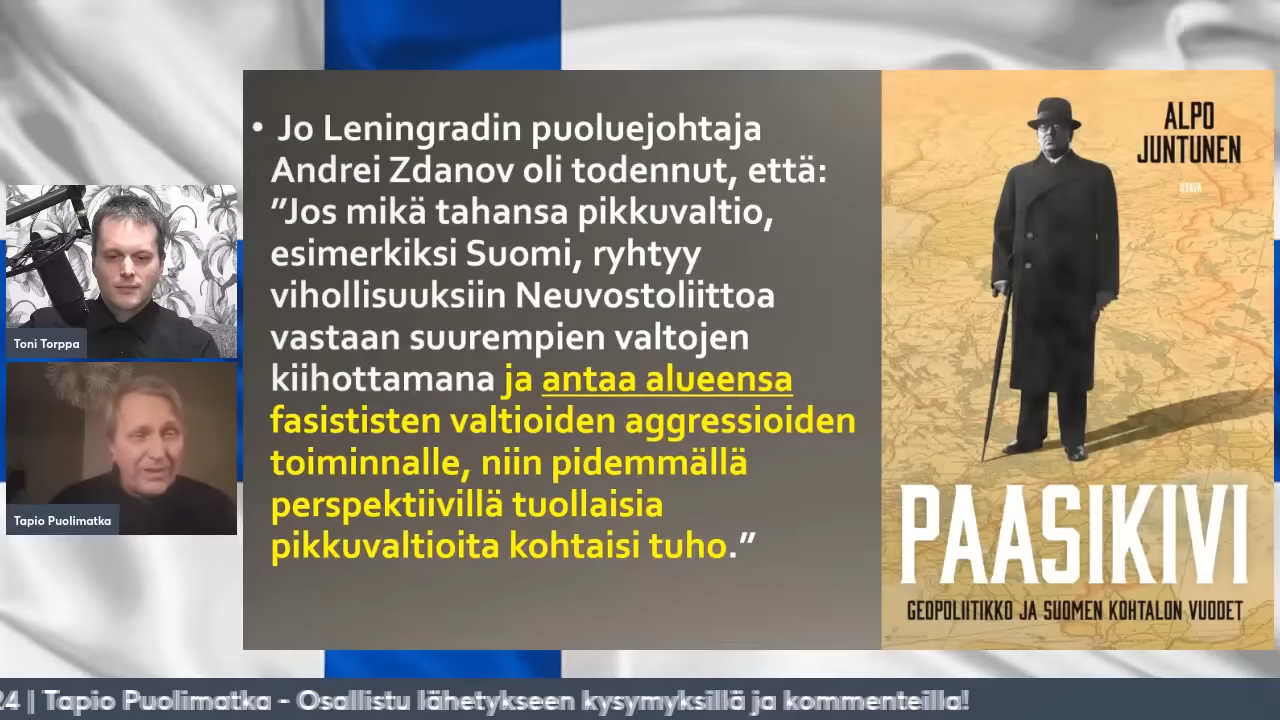 • Jo Leningradin puoluejohtaja
Andrei Zdanov oli todennut, että:
”Jos mikä tahansa pikkuvaltio,
esimerkiksi Suomi, ryhtyy
vihollisuuksiin Neuvostoliittoa
vastaan suurempien valtojen
kiihottamana ja antaa alueensa
fasististen valtioiden aggressioiden
toiminnalle, niin pidemmällä
perspektiivillä tuollaisia
pikkuvaltioita kohtaisi tuho.”
ALPO
JUNTUNEN
OTAVA
PAASIKIVI
GEOPOLIITIKKO JA SUOMEN KOHTALON VUODET
Toni Torppa
Tapio Puolimatka
24 | Tapio Puolimatka - Osallistu lähetykseen kysymyksillä ja kommenteilla!